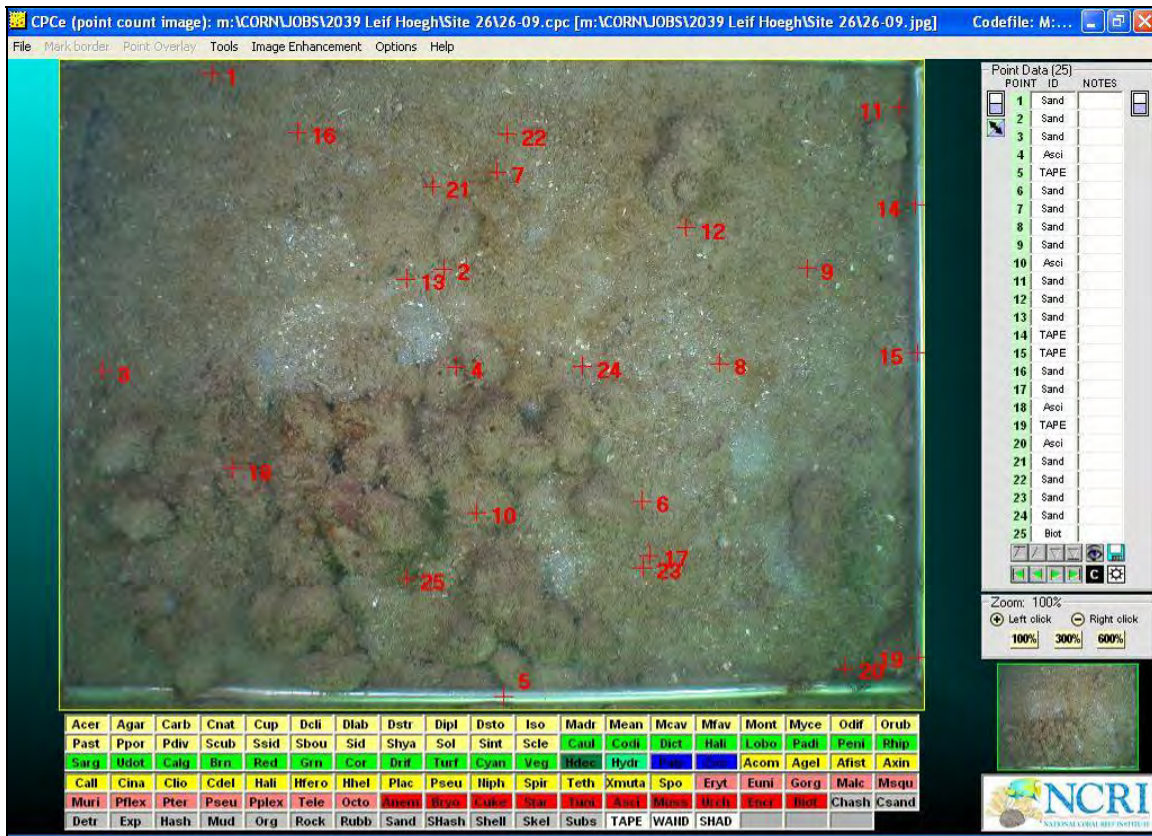 CPCe (point count image): m:\CORN\JOBS\2039 Leif Hoegh\Site 26\26-09.cpc [m:\CORN\JOBS\2039 Leif Hoegh\Site 26\26-09.jpg] Codefile: M:...
File Mark border Point Overlay Tools Image Enhancement Options Help
Point Data (25)
POINT ID NOTES
1 Sand
2 Sand
3 Sand
4 Asci
5 TAPE
6 Sand
7 Sand
8 Sand
9 Sand
10 Asci
11 Sand
12 Sand
13 Sand
14 TAPE
15 TAPE
16 Sand
17 Sand
18 Asci
19 TAPE
20 Asci
21 Sand
22 Sand
23 Sand
24 Sand
25 Biot
C
Zoom: 100%
Left click Right click
100% 300% 600%
1
16
22
11
7
21
14
12
2
9
13
15
3
4
24
8
18
6
10
17
23
25
19
20
5
Acer Agar Carb Cnat Cup Dcli Dlab Dstr Dipl Dsto Iso Madr Mean Mcav Mfav Mont Myce Odif Orub
Past Ppor Pdiv Scub Ssid Sbou Sid Shya Sol Sint Scle Caul Codi Dict Hali Lobo Padi Peni Rhip
Sarg Udot Calg Brn Red Grn Cor Drif Turf Cyan Veg Hdec Hydr Acom Agel Afist Axin
Call Cina Clio Cdel Hali Hfero Hhel Plac Pseu Niph Spir Teth Xmuta Spo Eryt Euni Gorg Malc Msqu
Muri Pflex Pter Pseu Pplex Tele Octo Anem Bryo Cuke Star Tuni Asci Muss Urch Encr Biot Chash Csand
Detr Exp Hash Mud Org Rock Rubb Sand SHash Shell Skel Subs TAPE WAND SHAD
NCRI
NATIONAL CORAL REEF INSTITUTE